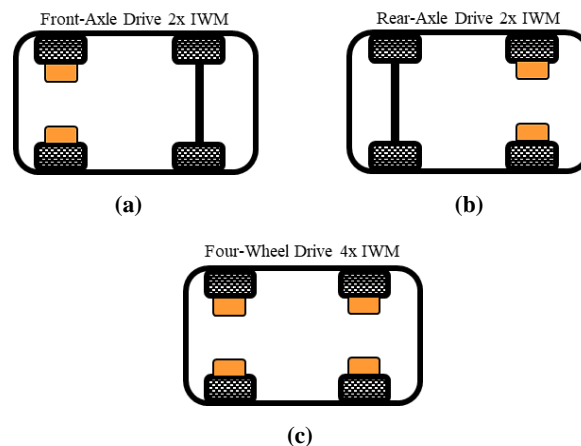 Front-Axle Drive 2x IWM
Rear-Axle Drive 2x IWM
(a)
(b)
Four-Wheel Drive 4x IWM
(c)